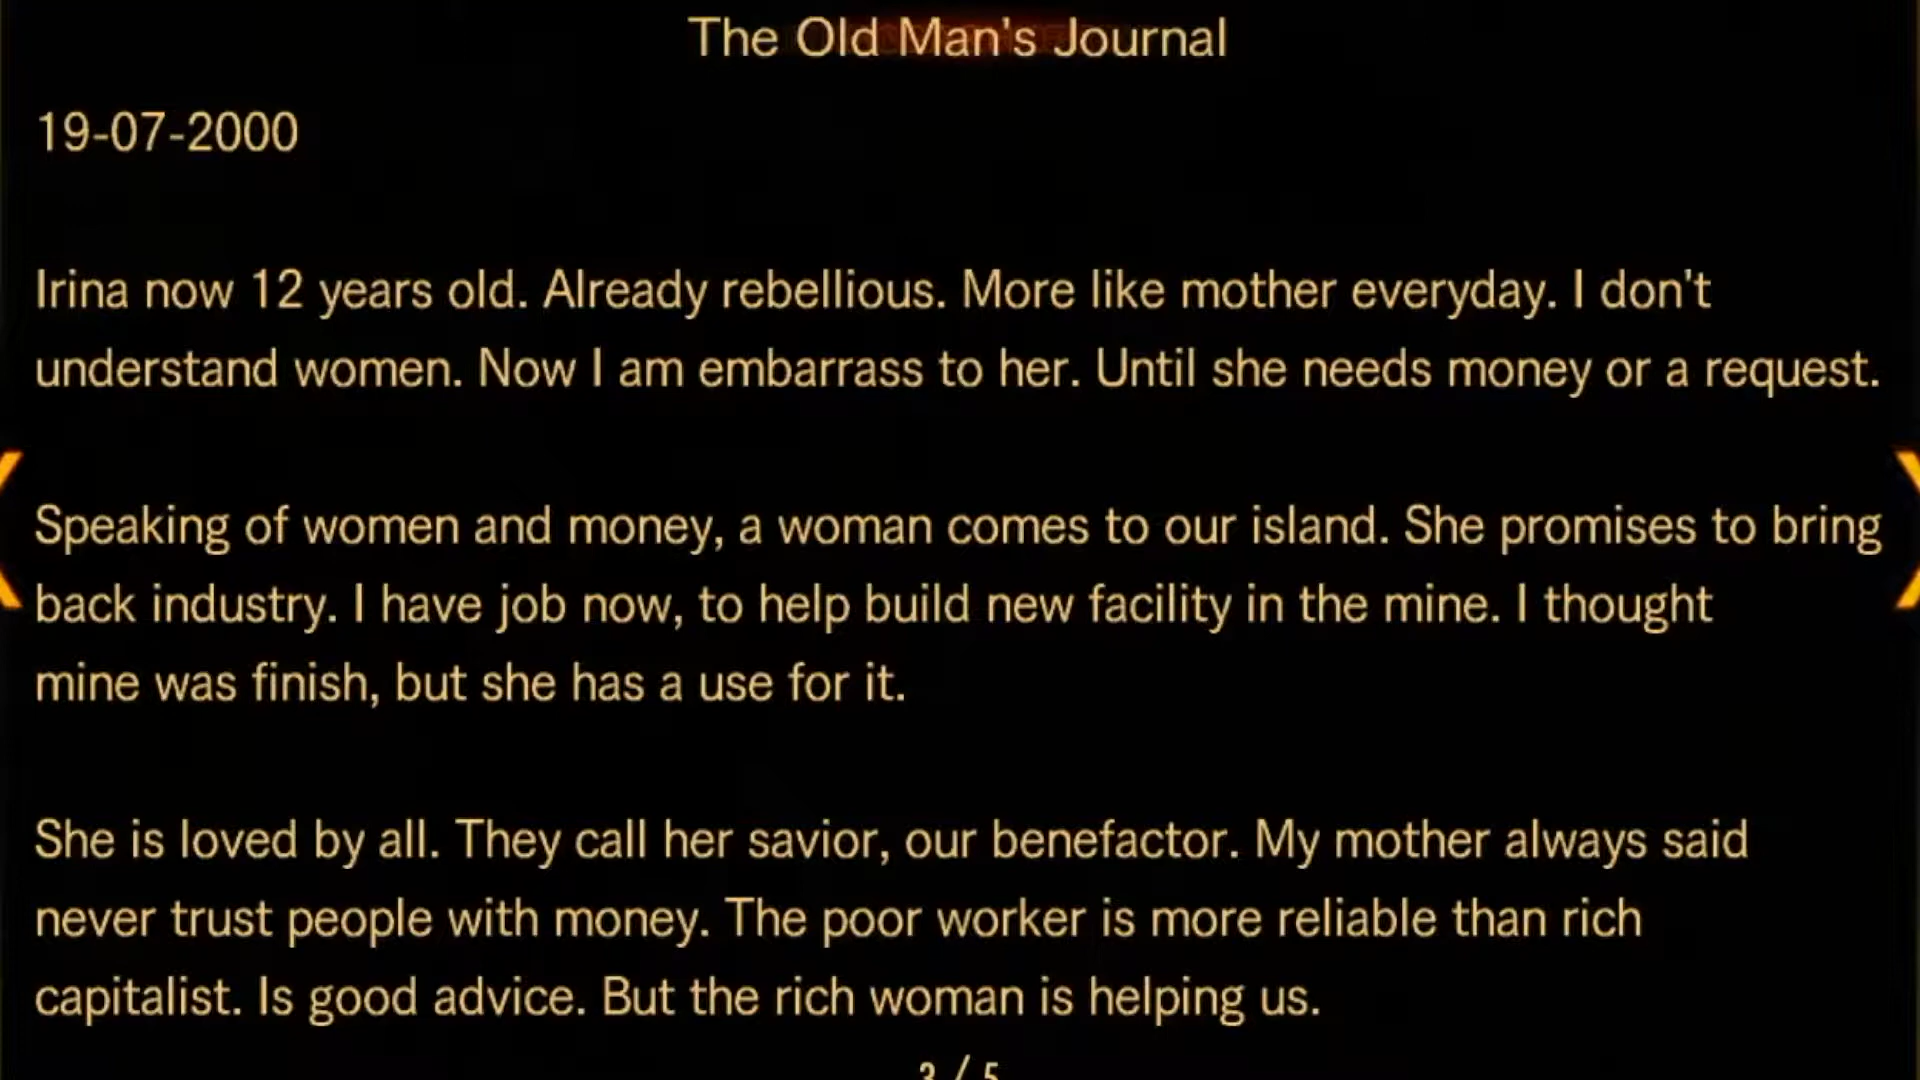 The Old Man's Journal
19-07-2000
Irina now 12 years old. Already rebellious. More like mother everyday. I don't
understand women. Now I am embarrass to her. Until she needs money or a request.
Speaking of women and money, a woman comes to our island. She promises to bring
back industry. I have job now, to help build new facility in the mine. I thought
mine was finish, but she has a use for it.
She is loved by all. They call her savior, our benefactor. My mother always said
never trust people with money. The poor worker is more reliable than rich
capitalist. Is good advice. But the rich woman is helping us.
3 / 5